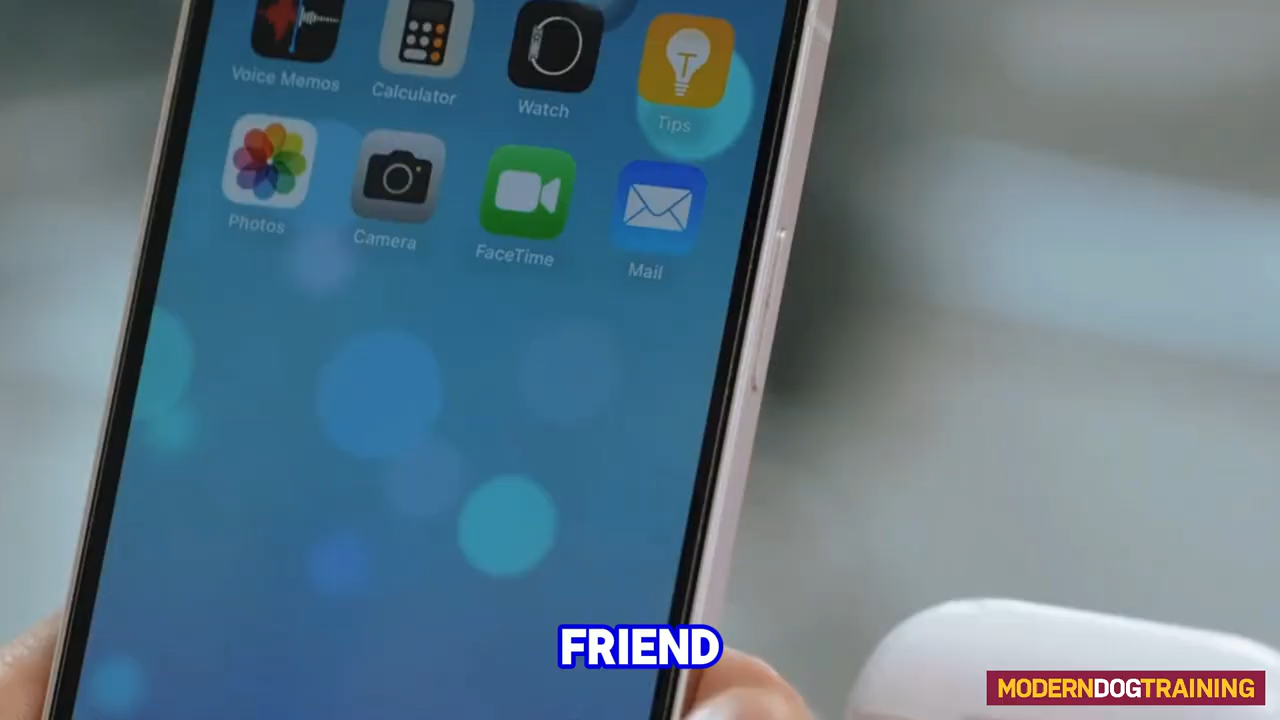 Voice Memos
Calculator
Watch
Tips
Photos
Camera
FaceTime
Mail
FRIEND
MODERNDOGTRAINING